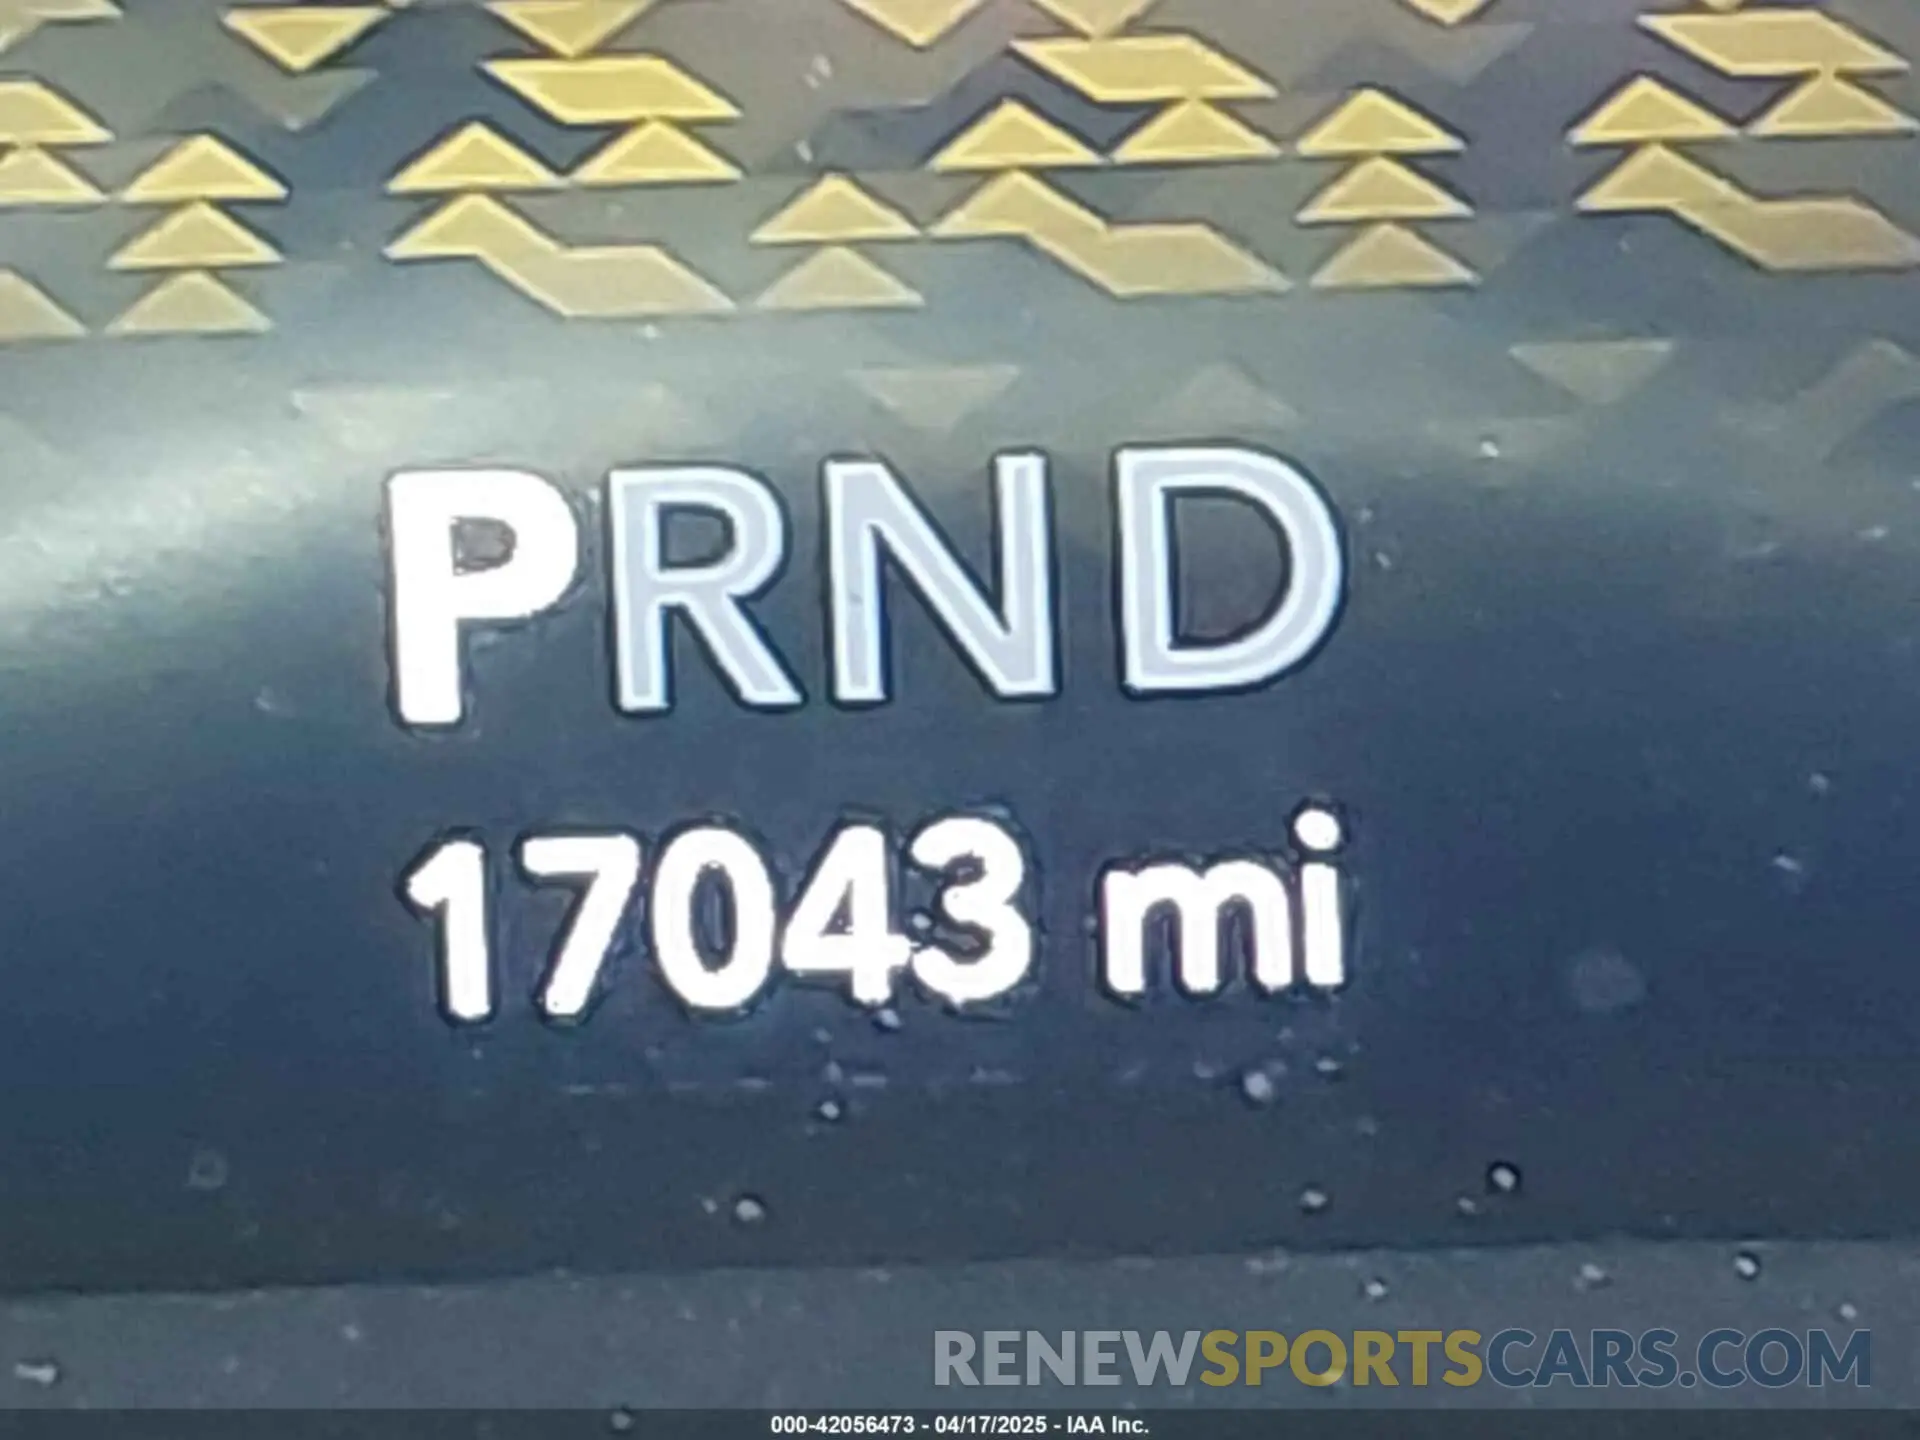 PRND
17043 mi
RENEWSPORTSCARS.COM
000-42056473 - 04/17/2025 - IAA Inc.